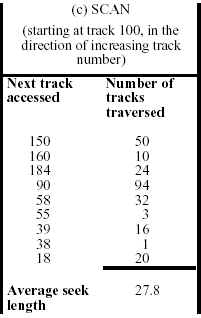 (c) SCAN
(starting at track 100, in the
direction of increasing track
number)
Next track Number of
accessed tracks
traversed
150 50
160 10
184 24
90 94
58 32
55 3
39 16
38 1
18 20
Average seek 27.8
length